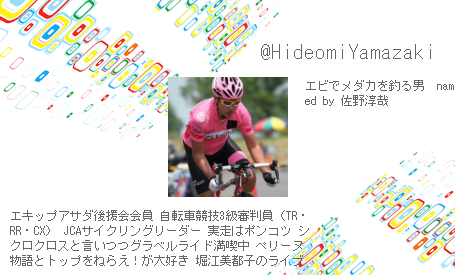 @HideomiYamazaki
エビでメダカを釣る男　nam
ed by 佐野淳哉
エキップアサダ後援会会員 自転車競技3級審判員（TR・
RR・CX） JCAサイクリングリーダー 実走はポンコツ シ
クロクロスと言いつつグラベルライド満喫中 ペリーヌ
物語とトップをねらえ！が大好き 堀江美都子のライブ